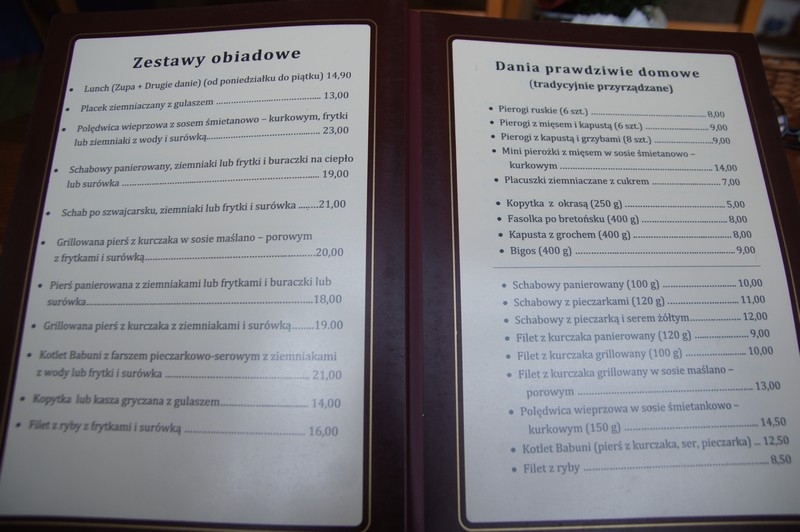 Zestawy obiadowe
• Lunch (Zupa + Drugie danie) (od poniedziałku do piątku) 14,90
• Placek ziemniaczany z gulaszem ........................................ 13,00
• Polędwica wieprzowa z sosem śmietanowo – kurkowym, frytki
lub ziemniaki z wody i surówką........................................ 23,00
• Schabowy panierowany, ziemniaki lub frytki i buraczki na ciepło
lub surówka ........................................ 19,00
• Schab po szwajcarsku, ziemniaki lub frytki i surówka .......21,00
• Grillowana pierś z kurczaka w sosie maślano – porowym
z frytkami i surówką........................................20,00
• Pierś panierowana z ziemniakami lub frytkami i buraczki lub
surówka........................................18,00
• Grillowana pierś z kurczaka z ziemniakami i surówką........19.00
• Kotlet Babuni z farszem pieczarkowo-serowym z ziemniakami
z wody lub frytki i surówka ........................................ 21,00
• Kopytka lub kasza gryczana z gulaszem........................................ 14,00
• Filet z ryby z frytkami i surówką ........................................ 16,00
Dania prawdziwie domowe
(tradycyjnie przyrządzane)
• Pierogi ruskie (6 szt.) ........................................ 8,00
• Pierogi z mięsem i kapustą (6 szt.) ........................ 9,00
• Pierogi z kapustą i grzybami (8 szt.) ........................9,00
• Mini pierożki z mięsem w sosie śmietanowo –
kurkowym ........................................ 14,00
• Placuszki ziemniaczane z cukrem ........................ 7,00
• Kopytka z okrasą (250 g) ........................................ 5,00
• Fasolka po bretońsku (400 g) ........................ 8,00
• Kapusta z grochem (400 g) ........................ 8,00
• Bigos (400 g) ........................................ 9,00
• Schabowy panierowany (100 g) ........................ 10,00
• Schabowy z pieczarkami (120 g) ........................ 11,00
• Schabowy z pieczarką i serem żółtym................ 12,00
• Filet z kurczaka panierowany (120 g) ................ 9,00
• Filet z kurczaka grillowany (100 g) ................ 10,00
• Filet z kurczaka grillowany w sosie maślano –
porowym ........................................ 13,00
• Polędwica wieprzowa w sosie śmietankowo –
kurkowym (150 g) ........................................ 14,50
• Kotlet Babuni (pierś z kurczaka, ser, pieczarka) ... 12,50
• Filet z ryby ........................................ 8,50